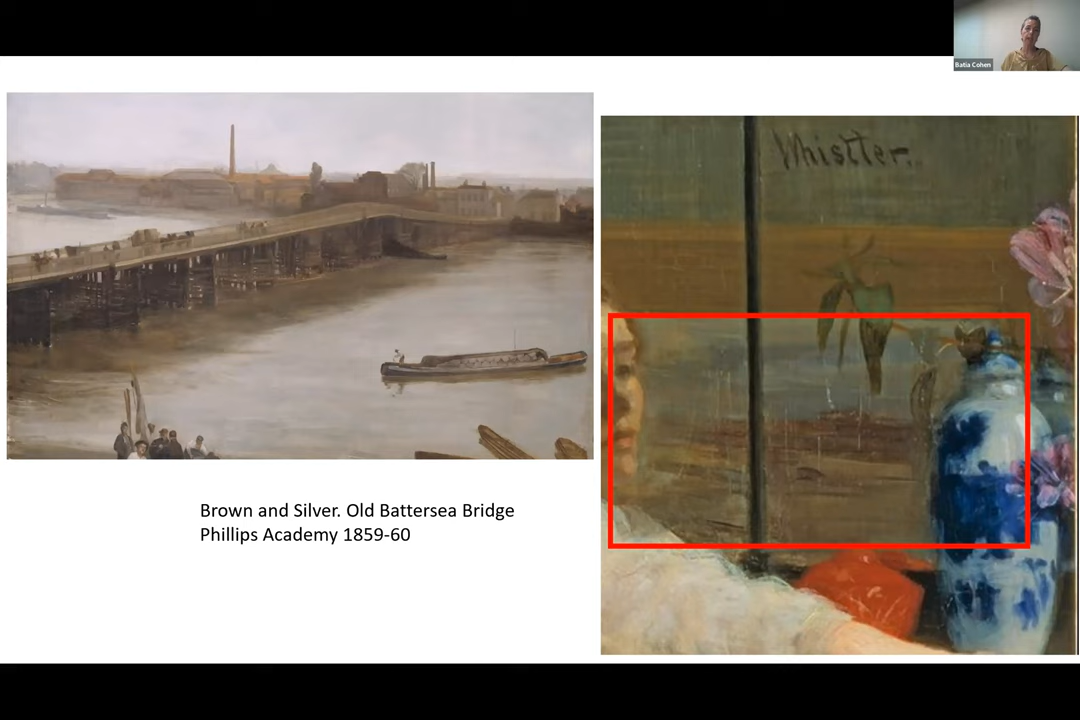 Batia Cohen
Whistler.
Brown and Silver. Old Battersea Bridge
Phillips Academy 1859-60